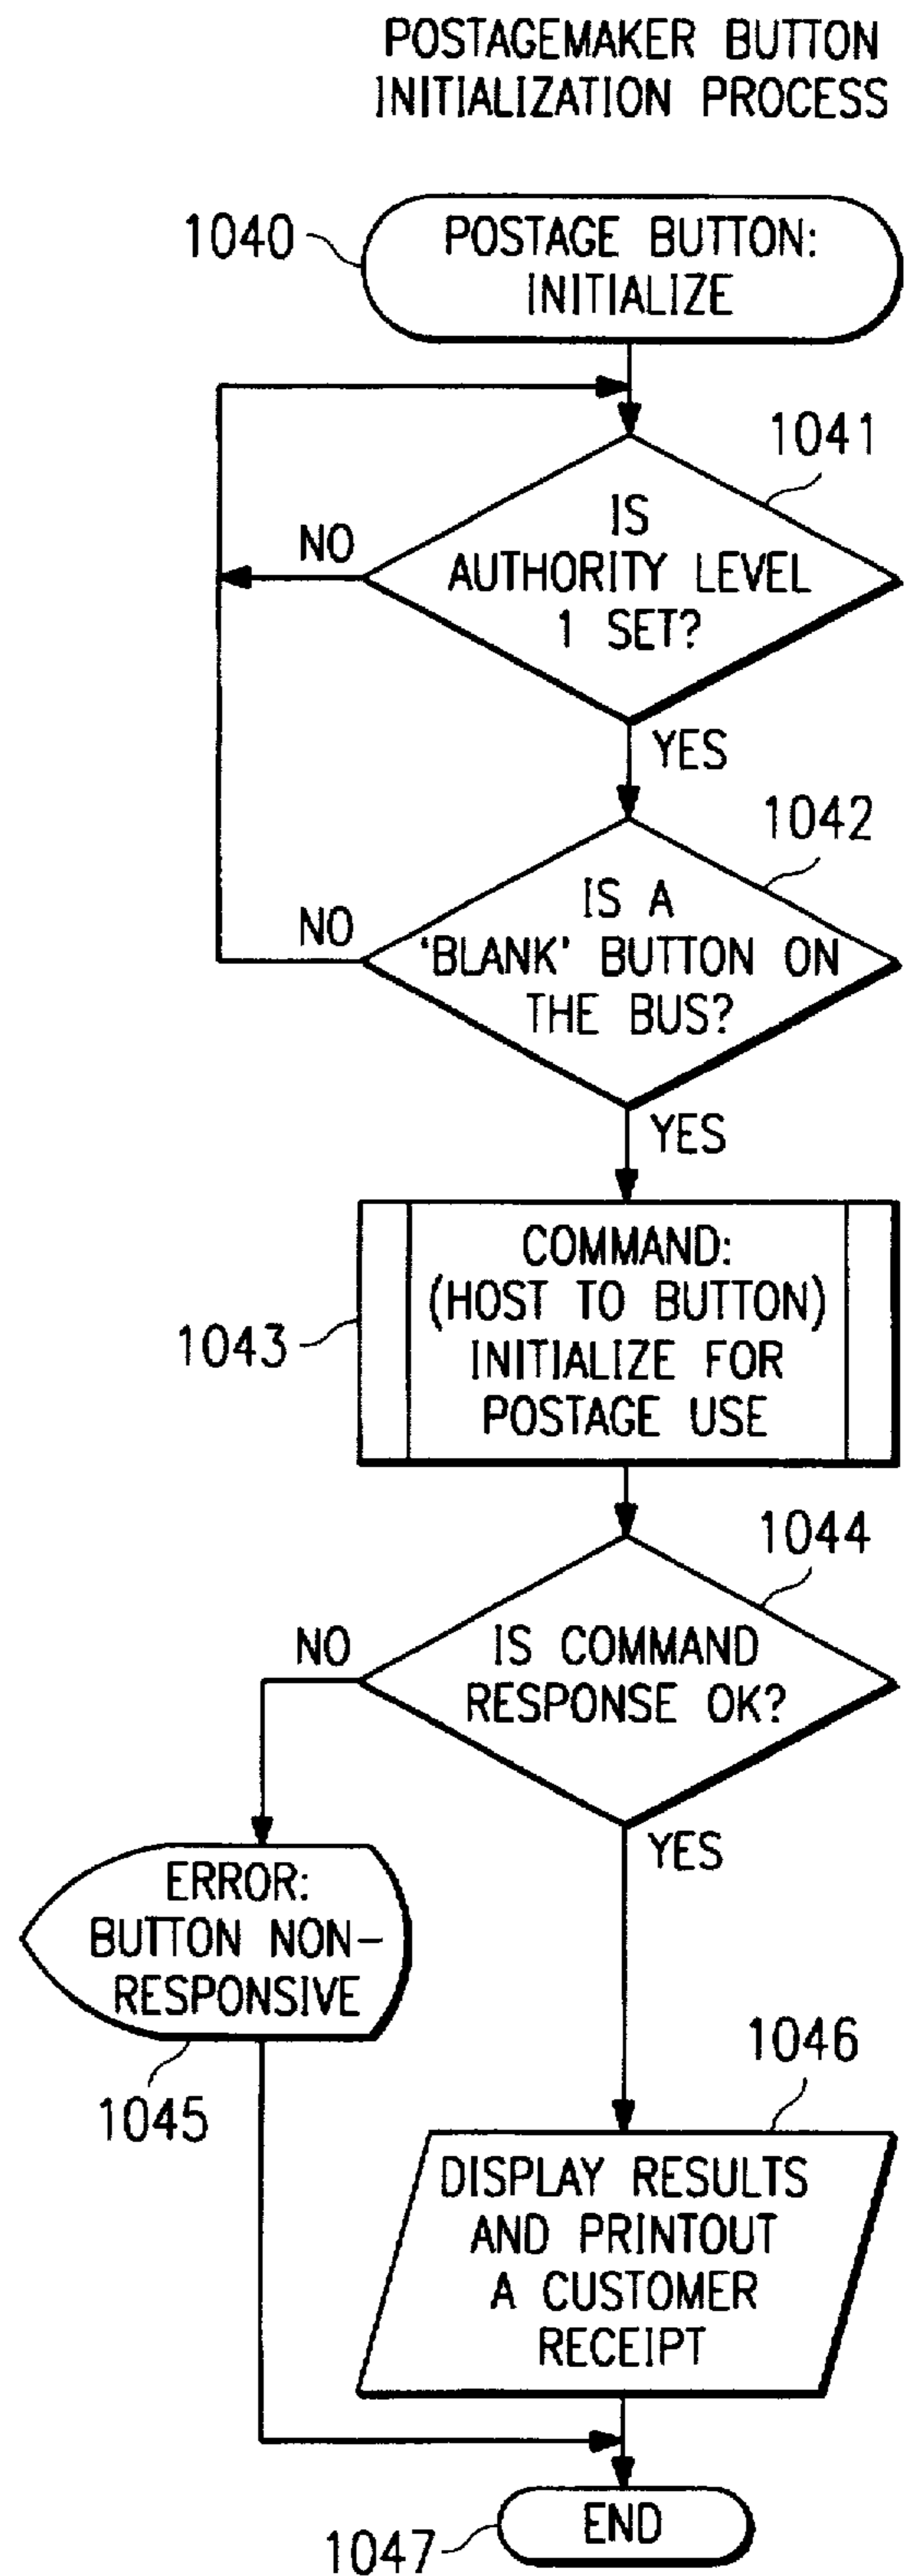 POSTAGEMAKER BUTTON
INITIALIZATION PROCESS
1040
POSTAGE BUTTON:
INITIALIZE
1041
IS
AUTHORITY LEVEL
1 SET?
NO
YES
1042
IS A
'BLANK' BUTTON ON
THE BUS?
NO
YES
1043
COMMAND:
(HOST TO BUTTON)
INITIALIZE FOR
POSTAGE USE
1044
IS COMMAND
RESPONSE OK?
NO
YES
ERROR:
BUTTON NON-
RESPONSIVE
1045
1046
DISPLAY RESULTS
AND PRINTOUT
A CUSTOMER
RECEIPT
END
1047